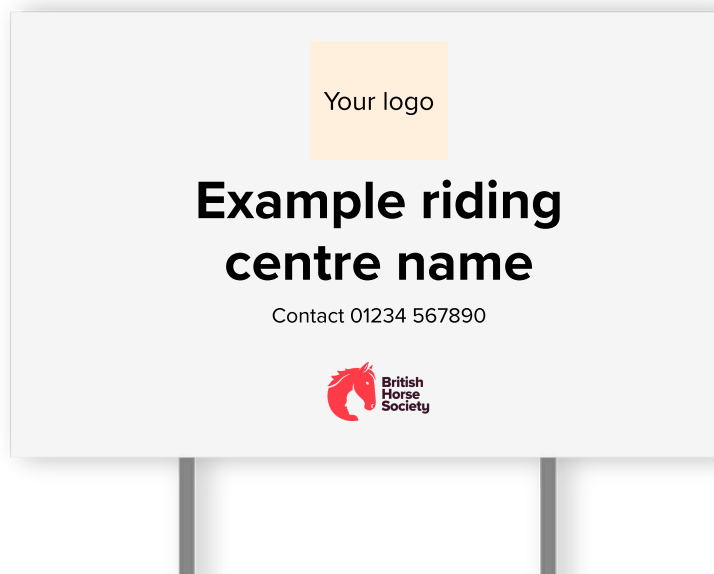 Your logo
Example riding
centre name
Contact 01234 567890
British
Horse
Society